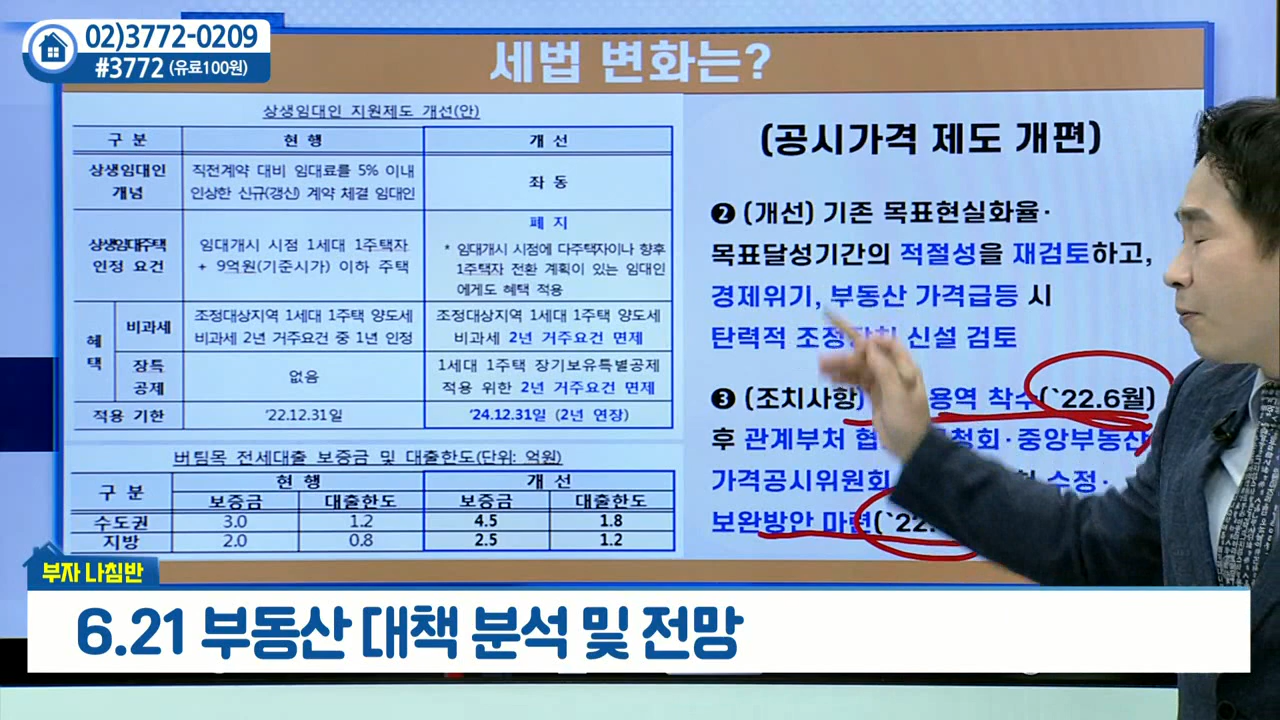 02)3772-0209
#3772 (유료100원)
세법 변화는?
상생임대인 지원제도 개선(안)
구 분 현 행 개 선
상생임대인 개념
직전계약 대비 임대료를 5% 이내
인상한 신규(갱신) 계약 체결 임대인
좌 동
상생임대주택 인정 요건
임대개시 시점 1세대 1주택자
+ 9억원(기준시가) 이하 주택
폐 지
* 임대개시 시점에 다주택자이나 향후
1주택자 전환 계획이 있는 임대인
에게도 혜택 적용
혜택
비과세
조정대상지역 1세대 1주택 양도세
비과세 2년 거주요건 중 1년 인정
조정대상지역 1세대 1주택 양도세
비과세 2년 거주요건 면제
장특
공제
없음
1세대 1주택 장기보유특별공제
적용 위한 2년 거주요건 면제
적용 기한 '22.12.31일 '24.12.31일 (2년 연장)
버팀목 전세대출 보증금 및 대출한도(단위: 억원)
구 분 현 행 개 선
보증금 대출한도 보증금 대출한도
수도권 3.0 1.2 4.5 1.8
지방 2.0 0.8 2.5 1.2
(공시가격 제도 개편)
❷ (개선) 기존 목표현실화율·
목표달성기간의 적절성을 재검토하고,
경제위기, 부동산 가격급등 시
탄력적 조정장치 신설 검토
❸ (조치사항) 용역 착수(`22.6월)
후 관계부처 협 청회·중앙부동산
가격공시위원회 수정·
보완방안 마련(`22.
부자 나침반
6.21 부동산 대책 분석 및 전망